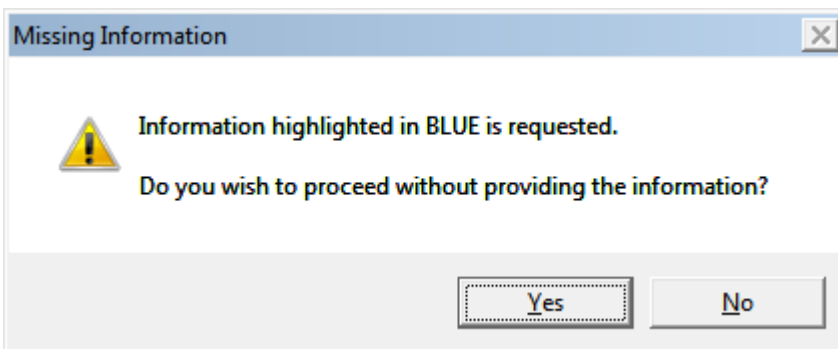 Missing Information
Information highlighted in BLUE is requested.
Do you wish to proceed without providing the information?
Yes
No